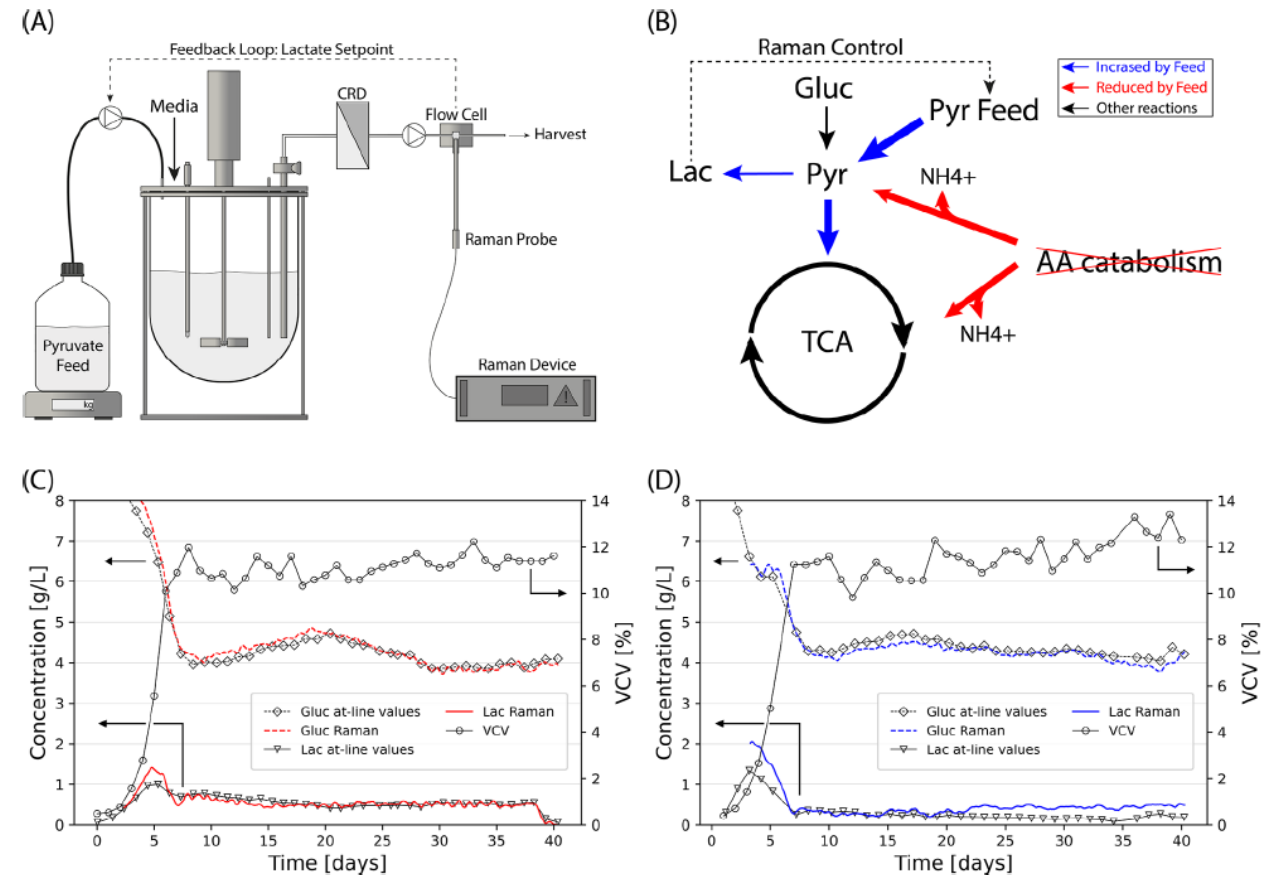 (A)
Feedback Loop: Lactate Setpoint
Media
CRD
Flow Cell
Harvest
Raman Probe
Pyruvate
Feed
kg
Raman Device
(B)
Raman Control
Incrased by Feed
Reduced by Feed
Other reactions
Gluc
Pyr Feed
Lac
Pyr
NH4+
AA catabolism
NH4+
TCA
(C)
Concentration [g/L]
8
7
6
5
4
3
2
1
0
14
12
10
8
6
4
2
0
VCV [%]
Gluc at-line values
Gluc Raman
Lac at-line values
Lac Raman
VCV
0 5 10 15 20 25 30 35 40
Time [days]
(D)
Concentration [g/L]
8
7
6
5
4
3
2
1
0
14
12
10
8
6
4
2
0
VCV [%]
Gluc at-line values
Gluc Raman
Lac at-line values
Lac Raman
VCV
0 5 10 15 20 25 30 35 40
Time [days]